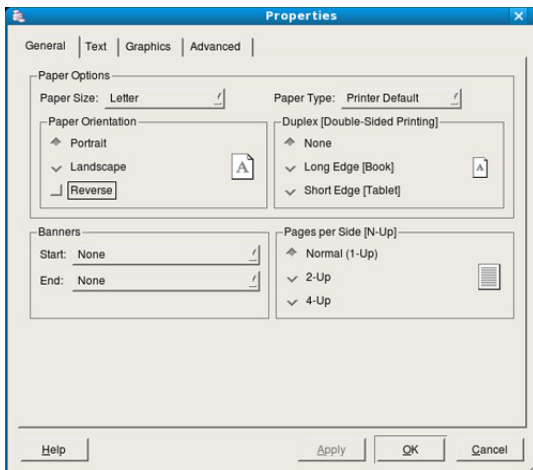 Properties
General Text Graphics Advanced
Paper Options
Paper Size: Letter Paper Type: Printer Default
Paper Orientation Duplex [Double-Sided Printing]
Portrait None
Landscape A Long Edge [Book] A
Reverse Short Edge [Tablet]
Banners Pages per Side [N-Up]
Start: None Normal (1-Up)
End: None 2-Up
4-Up
Help Apply OK Cancel